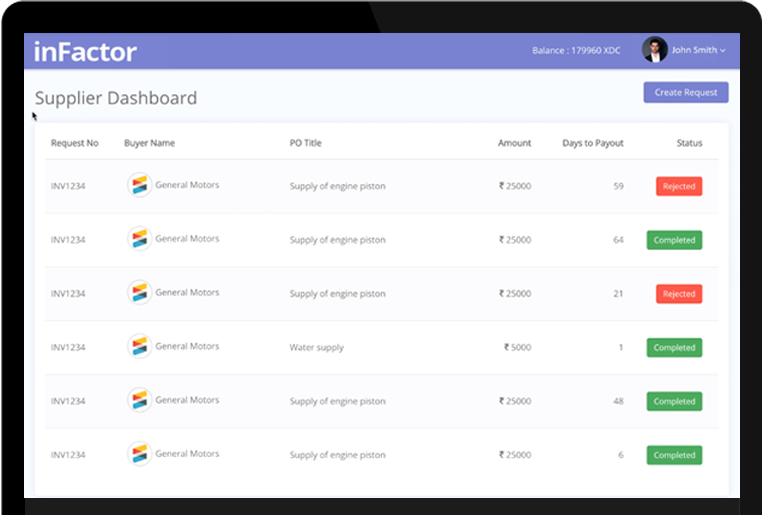 inFactor
Balance : 179960 XDC John Smith
Supplier Dashboard Create Request
Request No Buyer Name PO Title Amount Days to Payout Status
INV1234 General Motors Supply of engine piston ₹ 25000 59 Rejected
INV1234 General Motors Supply of engine piston ₹ 25000 64 Completed
INV1234 General Motors Supply of engine piston ₹ 25000 21 Rejected
INV1234 General Motors Water supply ₹ 5000 1 Completed
INV1234 General Motors Supply of engine piston ₹ 25000 48 Completed
INV1234 General Motors Supply of engine piston ₹ 25000 6 Completed